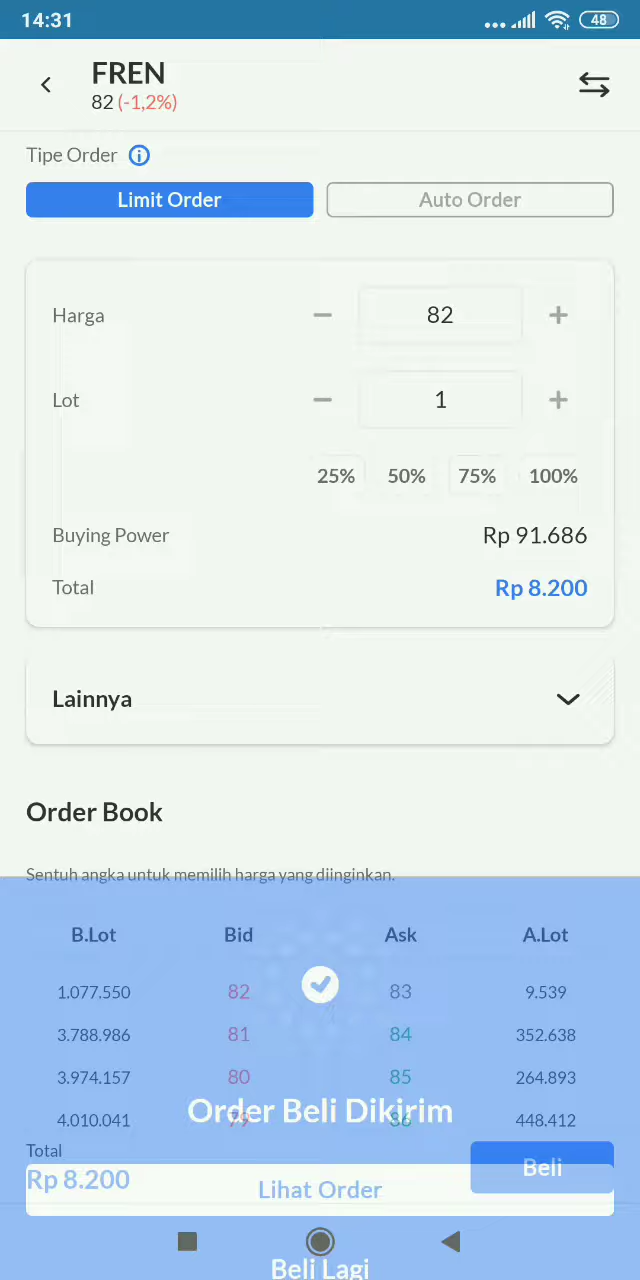 14:31
48
FREN
82 (-1,2%)
Tipe Order
Limit Order Auto Order
Harga − 82 +
Lot − 1 +
25% 50% 75% 100%
Buying Power Rp 91.686
Total Rp 8.200
Lainnya
Order Book
Sentuh angka untuk memilih harga yang diinginkan.
B.Lot Bid Ask A.Lot
1.077.550 82 83 9.539
3.788.986 81 84 352.638
3.974.157 80 85 264.893
4.010.041 79 86 448.412
Order Beli Dikirim
Total
Rp 8.200
Beli
Lihat Order
Beli Lagi